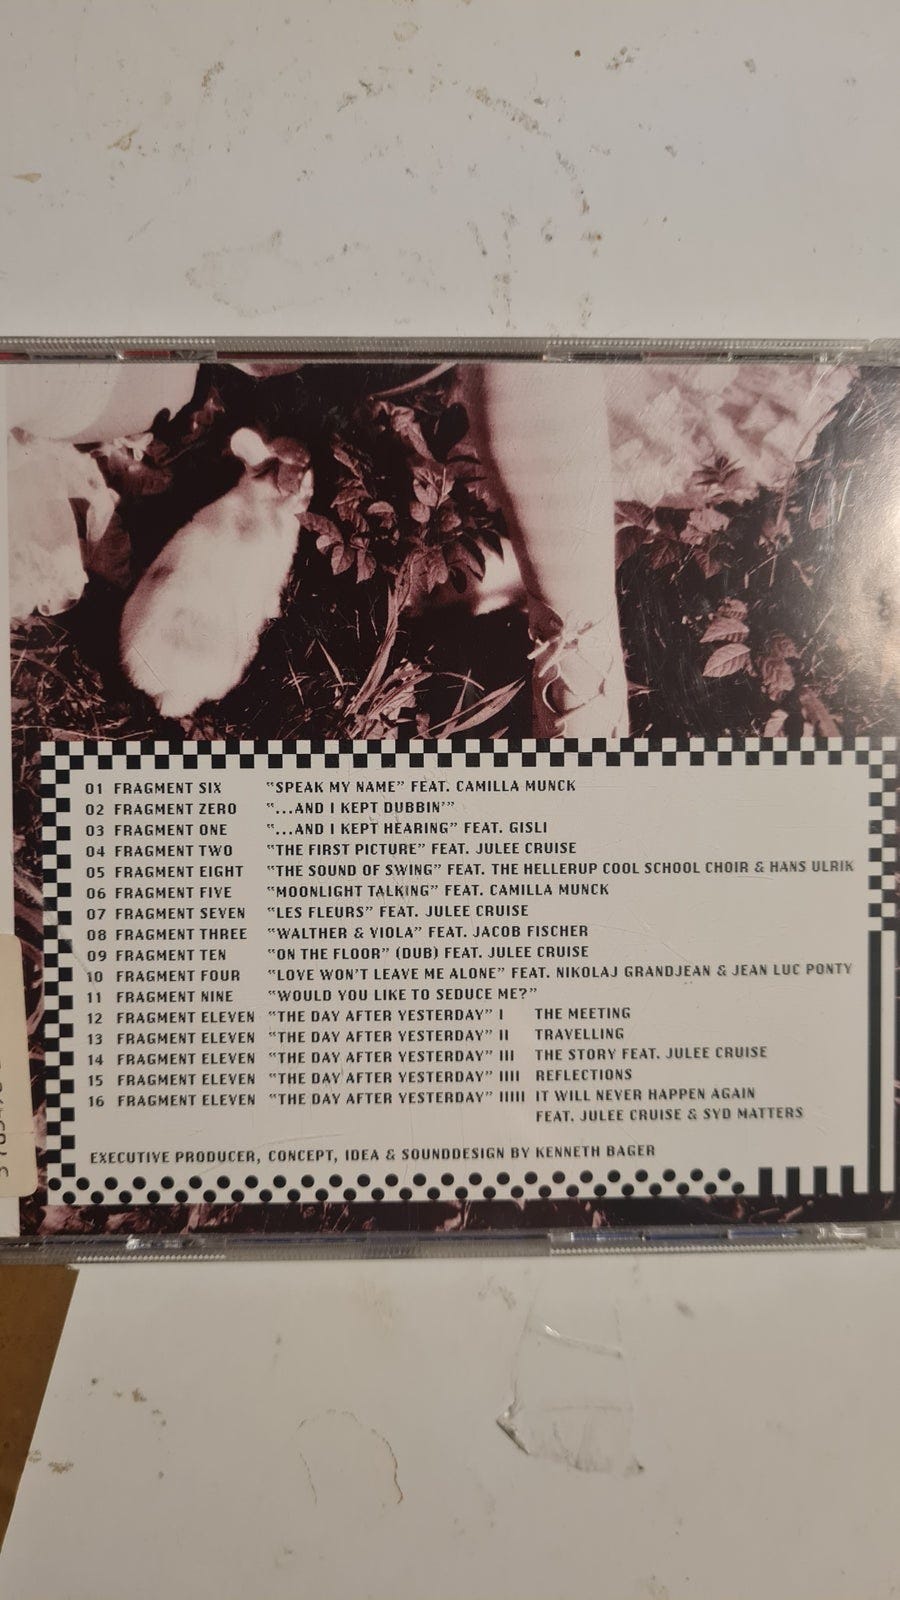 01 FRAGMENT SIX "SPEAK MY NAME" FEAT. CAMILLA MUNCK
02 FRAGMENT ZERO "...AND I KEPT DUBBIN'"
03 FRAGMENT ONE "...AND I KEPT HEARING" FEAT. GISLI
04 FRAGMENT TWO "THE FIRST PICTURE" FEAT. JULEE CRUISE
05 FRAGMENT EIGHT "THE SOUND OF SWING" FEAT. THE HELLERUP COOL SCHOOL CHOIR & HANS ULRIK
06 FRAGMENT FIVE "MOONLIGHT TALKING" FEAT. CAMILLA MUNCK
07 FRAGMENT SEVEN "LES FLEURS" FEAT. JULEE CRUISE
08 FRAGMENT THREE "WALTHER & VIOLA" FEAT. JACOB FISCHER
09 FRAGMENT TEN "ON THE FLOOR" (DUB) FEAT. JULEE CRUISE
10 FRAGMENT FOUR "LOVE WON'T LEAVE ME ALONE" FEAT. NIKOLAJ GRANDJEAN & JEAN LUC PONTY
11 FRAGMENT NINE "WOULD YOU LIKE TO SEDUCE ME?"
12 FRAGMENT ELEVEN "THE DAY AFTER YESTERDAY" I THE MEETING
13 FRAGMENT ELEVEN "THE DAY AFTER YESTERDAY" II TRAVELLING
14 FRAGMENT ELEVEN "THE DAY AFTER YESTERDAY" III THE STORY FEAT. JULEE CRUISE
15 FRAGMENT ELEVEN "THE DAY AFTER YESTERDAY" IIII REFLECTIONS
16 FRAGMENT ELEVEN "THE DAY AFTER YESTERDAY" IIIII IT WILL NEVER HAPPEN AGAIN
FEAT. JULEE CRUISE & SYD MATTERS
EXECUTIVE PRODUCER, CONCEPT, IDEA & SOUNDDESIGN BY KENNETH BAGER